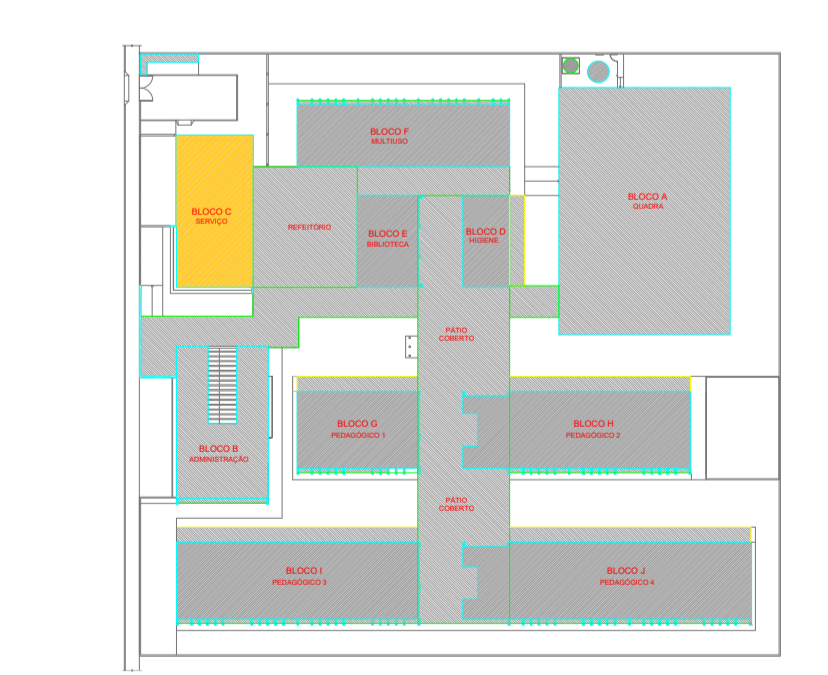 BLOCO F
MULTIUSO
BLOCO A
QUADRA
BLOCO C
SERVIÇO
REFEITÓRIO
BLOCO E
BIBLIOTECA
BLOCO D
HIGIENE
PÁTIO
COBERTO
BLOCO G
PEDAGÓGICO 1
BLOCO H
PEDAGÓGICO 2
BLOCO B
ADMINISTRAÇÃO
PÁTIO
COBERTO
BLOCO I
PEDAGÓGICO 3
BLOCO J
PEDAGÓGICO 4